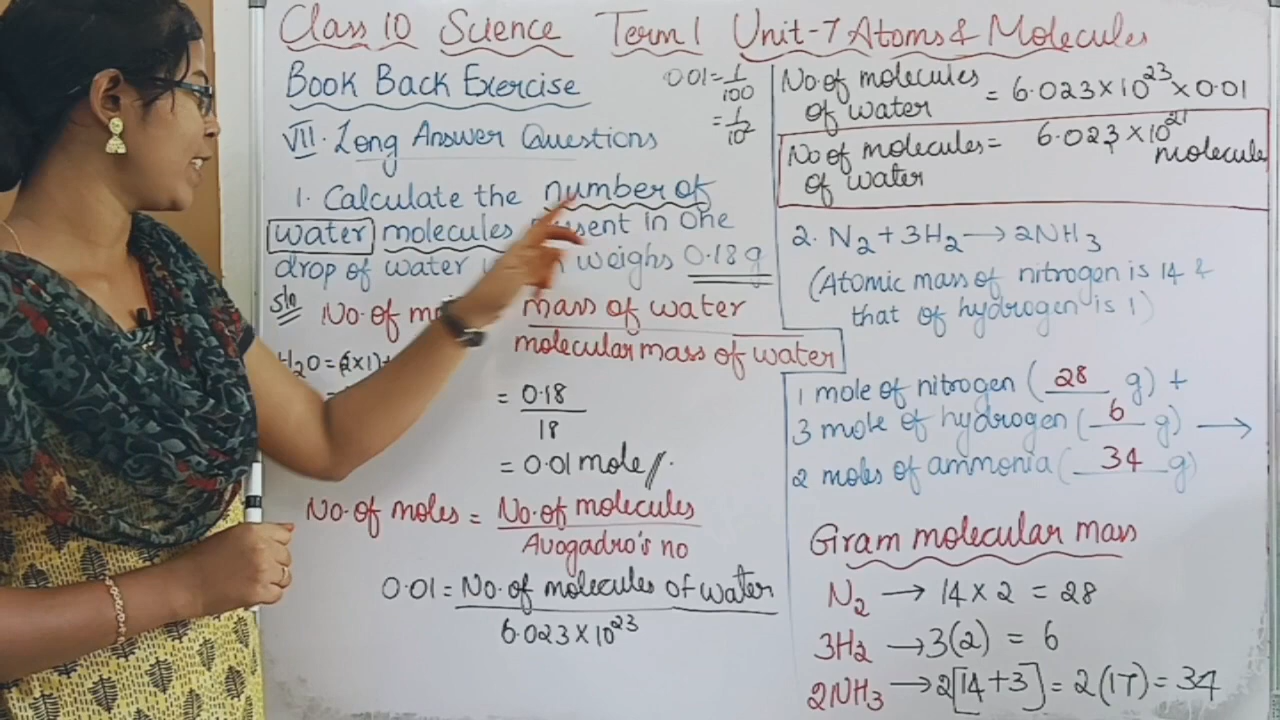 Class 10 Science Term 1 Unit-7 Atoms & Molecules
Book Back Exercise
0.01 = 1/100
= 1/10²
VII. Long Answer Questions
1. Calculate the number of
water molecules present in one
drop of water weighs 0.18 g
Sln
No. of mass of water
molecular mass of water
H2O = (2×1)+
= 0.18
18
= 0.01 mole //.
No. of moles = No. of molecules
Avogadro's no
0.01 = No. of molecules of water
6.023 × 10²³
No. of molecules
of water = 6.023 × 10²³ × 0.01
No of molecules = 6.023 × 10²¹
of water molecule
2. N2 + 3H2 → 2NH3
(Atomic mass of nitrogen is 14 &
that of hydrogen is 1)
1 mole of nitrogen (28 g) +
3 mole of hydrogen (6 g) →
2 moles of ammonia (34 g)
Gram molecular mass
N2 → 14 × 2 = 28
3H2 → 3(2) = 6
2NH3 → 2[14+3] = 2(17) = 34